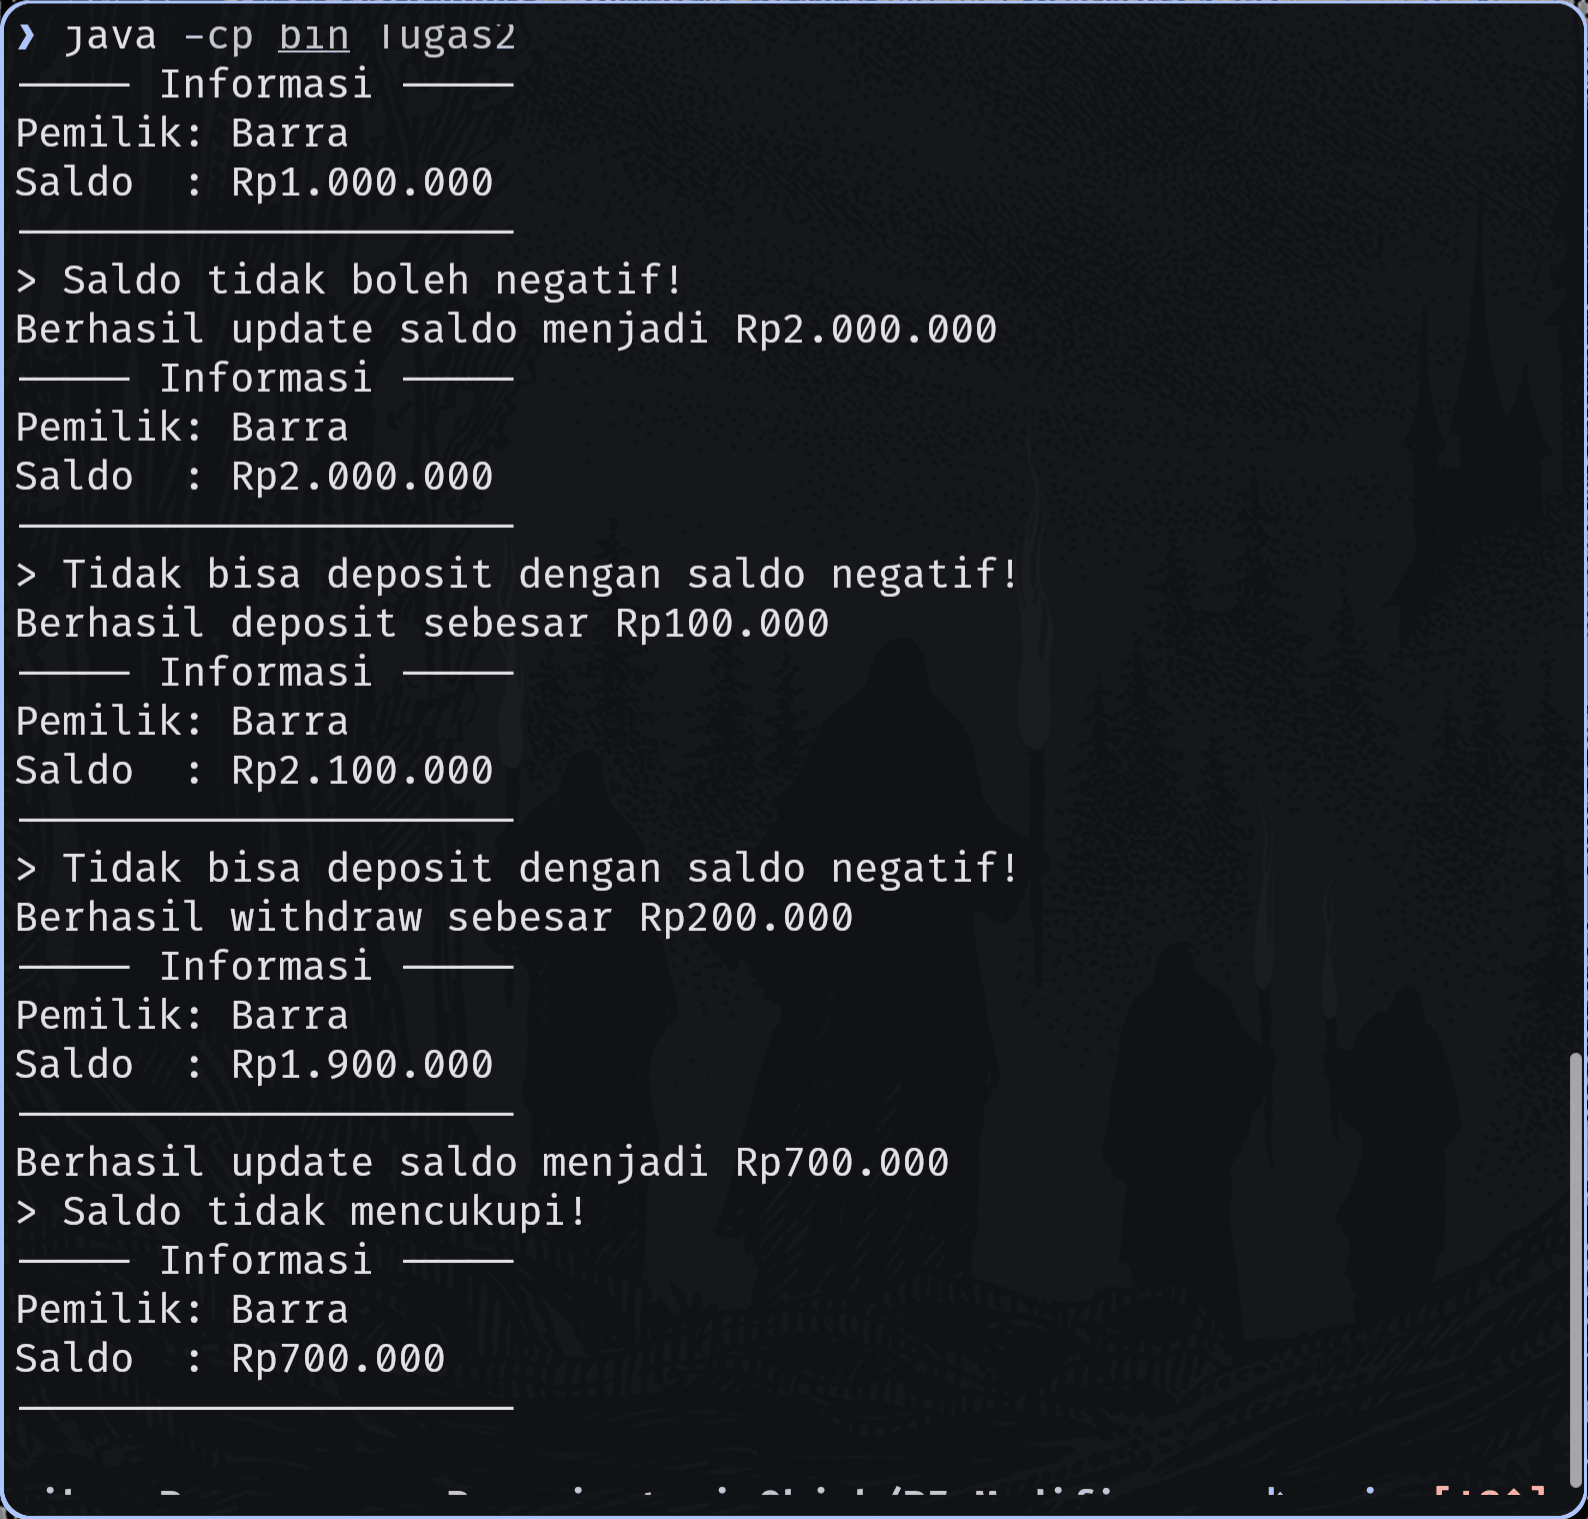 ❯ java -cp bin Tugas2
───── Informasi ─────
Pemilik: Barra
Saldo  : Rp1.000.000
─────────────────────
> Saldo tidak boleh negatif!
Berhasil update saldo menjadi Rp2.000.000
───── Informasi ─────
Pemilik: Barra
Saldo  : Rp2.000.000
─────────────────────
> Tidak bisa deposit dengan saldo negatif!
Berhasil deposit sebesar Rp100.000
───── Informasi ─────
Pemilik: Barra
Saldo  : Rp2.100.000
─────────────────────
> Tidak bisa deposit dengan saldo negatif!
Berhasil withdraw sebesar Rp200.000
───── Informasi ─────
Pemilik: Barra
Saldo  : Rp1.900.000
─────────────────────
Berhasil update saldo menjadi Rp700.000
> Saldo tidak mencukupi!
───── Informasi ─────
Pemilik: Barra
Saldo  : Rp700.000
─────────────────────